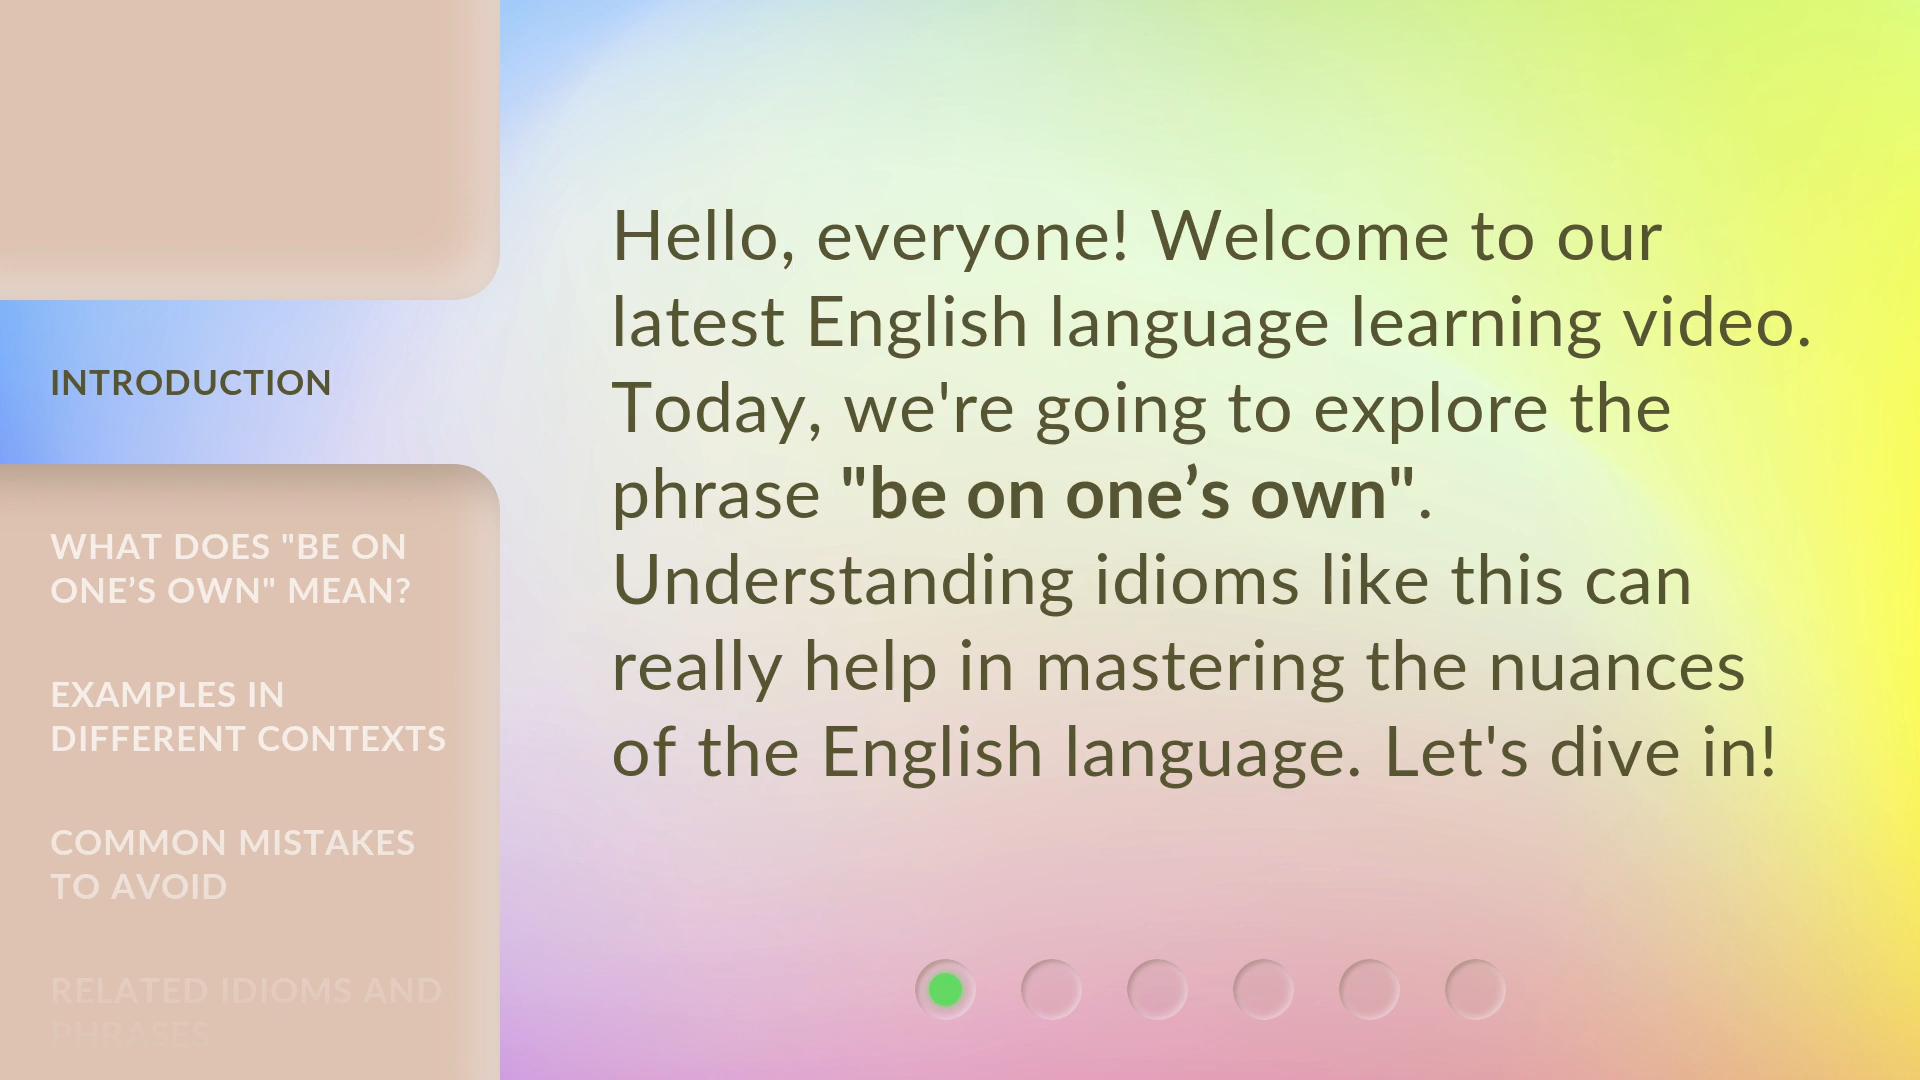 INTRODUCTION
WHAT DOES "BE ON
ONE’S OWN" MEAN?
EXAMPLES IN
DIFFERENT CONTEXTS
COMMON MISTAKES
TO AVOID
RELATED IDIOMS AND
PHRASES
Hello, everyone! Welcome to our
latest English language learning video.
Today, we're going to explore the
phrase "be on one’s own".
Understanding idioms like this can
really help in mastering the nuances
of the English language. Let's dive in!